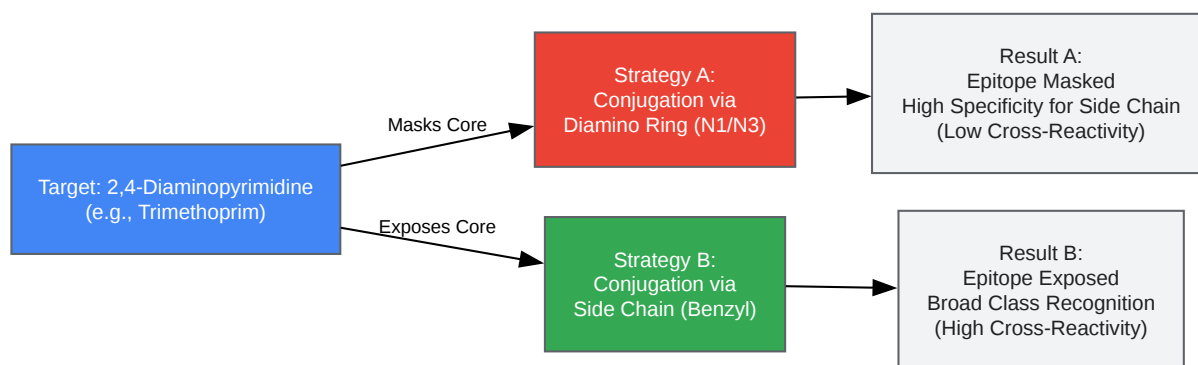 Target: 2,4-Diaminopyrimidine
(e.g., Trimethoprim)
Masks Core
Exposes Core
Strategy A:
Conjugation via
Diamino Ring (N1/N3)
Strategy B:
Conjugation via
Side Chain (Benzyl)
Result A:
Epitope Masked
High Specificity for Side Chain
(Low Cross-Reactivity)
Result B:
Epitope Exposed
Broad Class Recognition
(High Cross-Reactivity)